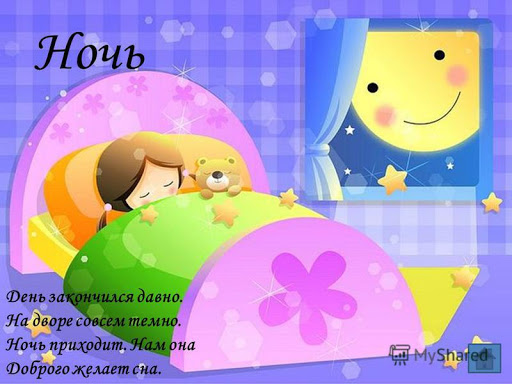 Ночь
День закончился давно.
На дворе совсем темно.
Ночь приходит. Нам она
Доброго желает сна.
MyShared